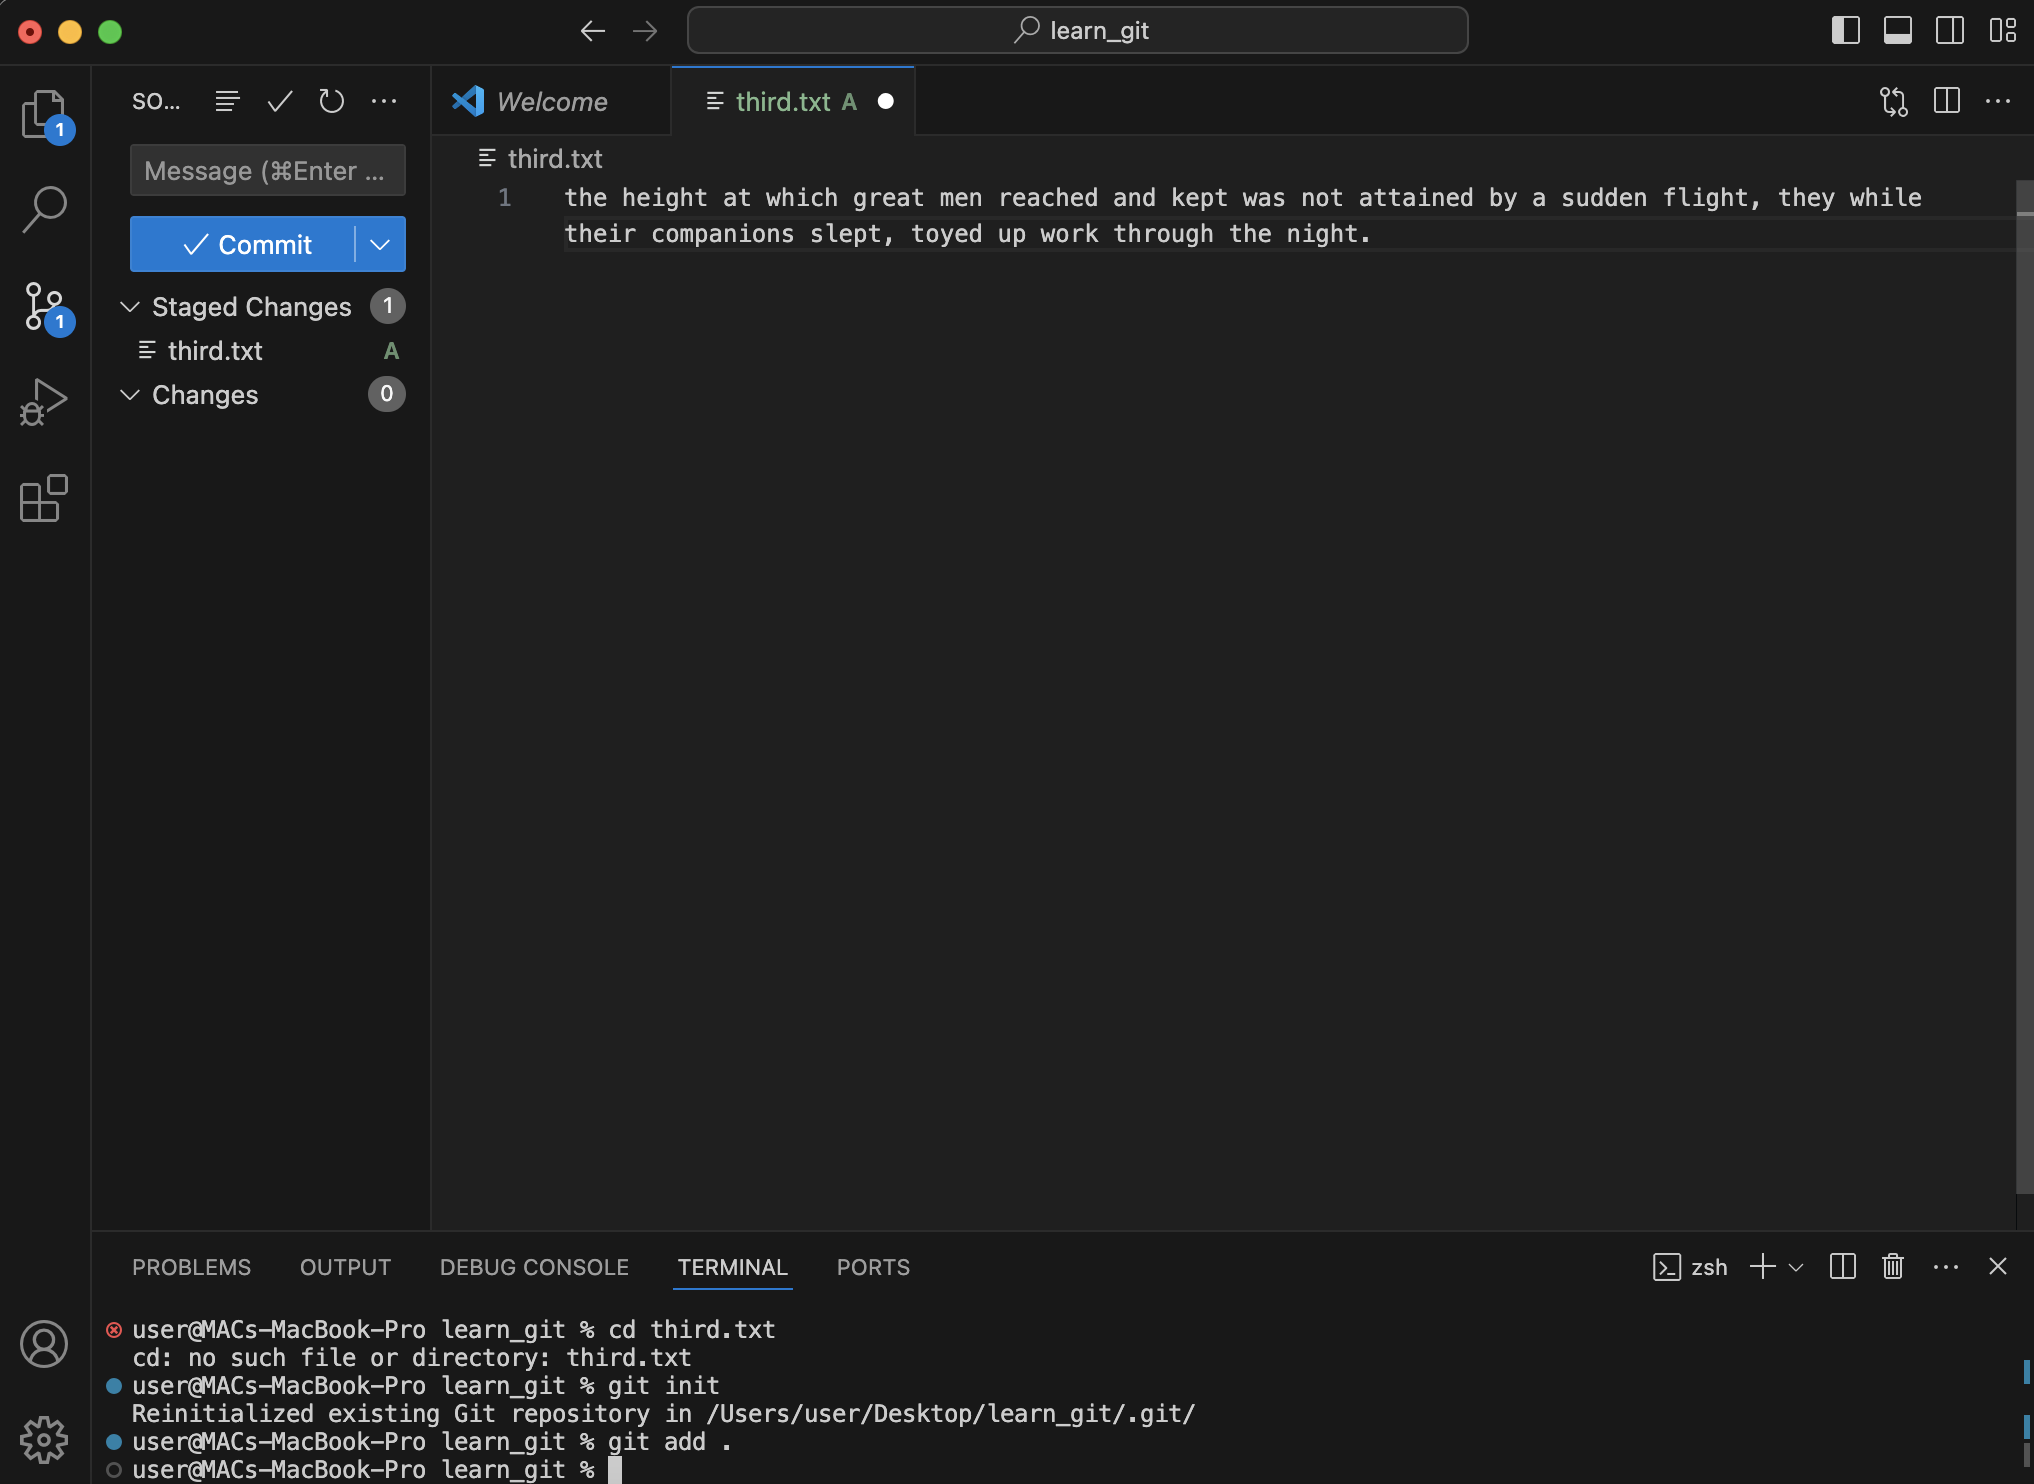 learn_git
SO...
Welcome
third.txt A
1
Message (⌘Enter ...
third.txt
1 the height at which great men reached and kept was not attained by a sudden flight, they while
their companions slept, toyed up work through the night.
Commit
Staged Changes 1
1
third.txt A
Changes 0
PROBLEMS OUTPUT DEBUG CONSOLE TERMINAL PORTS zsh
user@MACs-MacBook-Pro learn_git % cd third.txt
cd: no such file or directory: third.txt
user@MACs-MacBook-Pro learn_git % git init
Reinitialized existing Git repository in /Users/user/Desktop/learn_git/.git/
user@MACs-MacBook-Pro learn_git % git add .
user@MACs-MacBook-Pro learn_git %